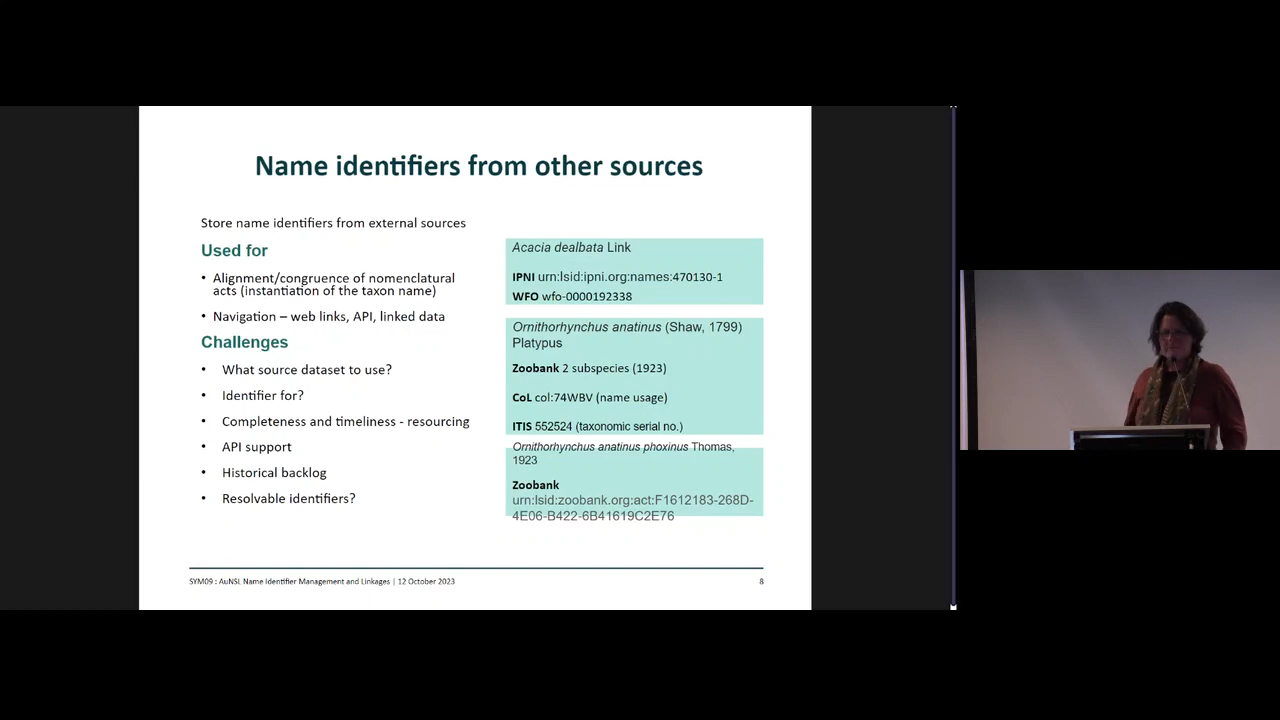 Name identifiers from other sources
Store name identifiers from external sources
Used for
• Alignment/congruence of nomenclatural
acts (instantiation of the taxon name)
• Navigation – web links, API, linked data
Challenges
• What source dataset to use?
• Identifier for?
• Completeness and timeliness - resourcing
• API support
• Historical backlog
• Resolvable identifiers?
Acacia dealbata Link
IPNI urn:lsid:ipni.org:names:470130-1
WFO wfo-0000192338
Ornithorhynchus anatinus (Shaw, 1799)
Platypus
Zoobank 2 subspecies (1923)
CoL col:74WBV (name usage)
ITIS 552524 (taxonomic serial no.)
Ornithorhynchus anatinus phoxinus Thomas,
1923
Zoobank
urn:lsid:zoobank.org:act:F1612183-268D-
4E06-B422-6B41619C2E76
SYM09 : AuNSL Name Identifier Management and Linkages | 12 October 2023
8